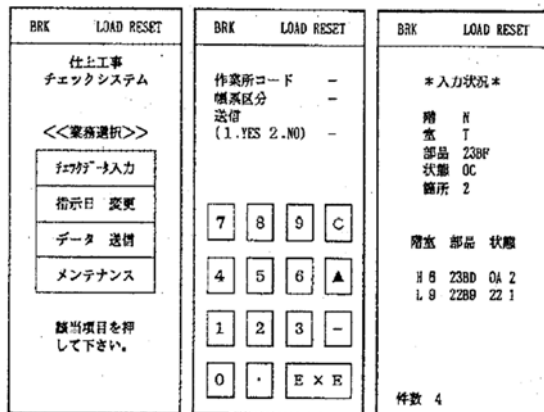 BRK LOAD RESET
仕上工事
チェックシステム
<<業務選択>>
チェックデータ入力
指示日 変更
データ 送信
メンテナンス
該当項目を押
して下さい。
BRK LOAD RESET
作業所コード －
帳票区分 －
送信
(1.YES 2.NO) －
7 8 9 C
4 5 6 ▲
1 2 3 －
0 ・ E X E
BRK LOAD RESET
＊入力状況＊
階 N
室 T
部品 23BF
状態 0C
箇所 2
階室 部品 状態
H 6 23BD 0A 2
L 9 22B9 22 1
件数 4